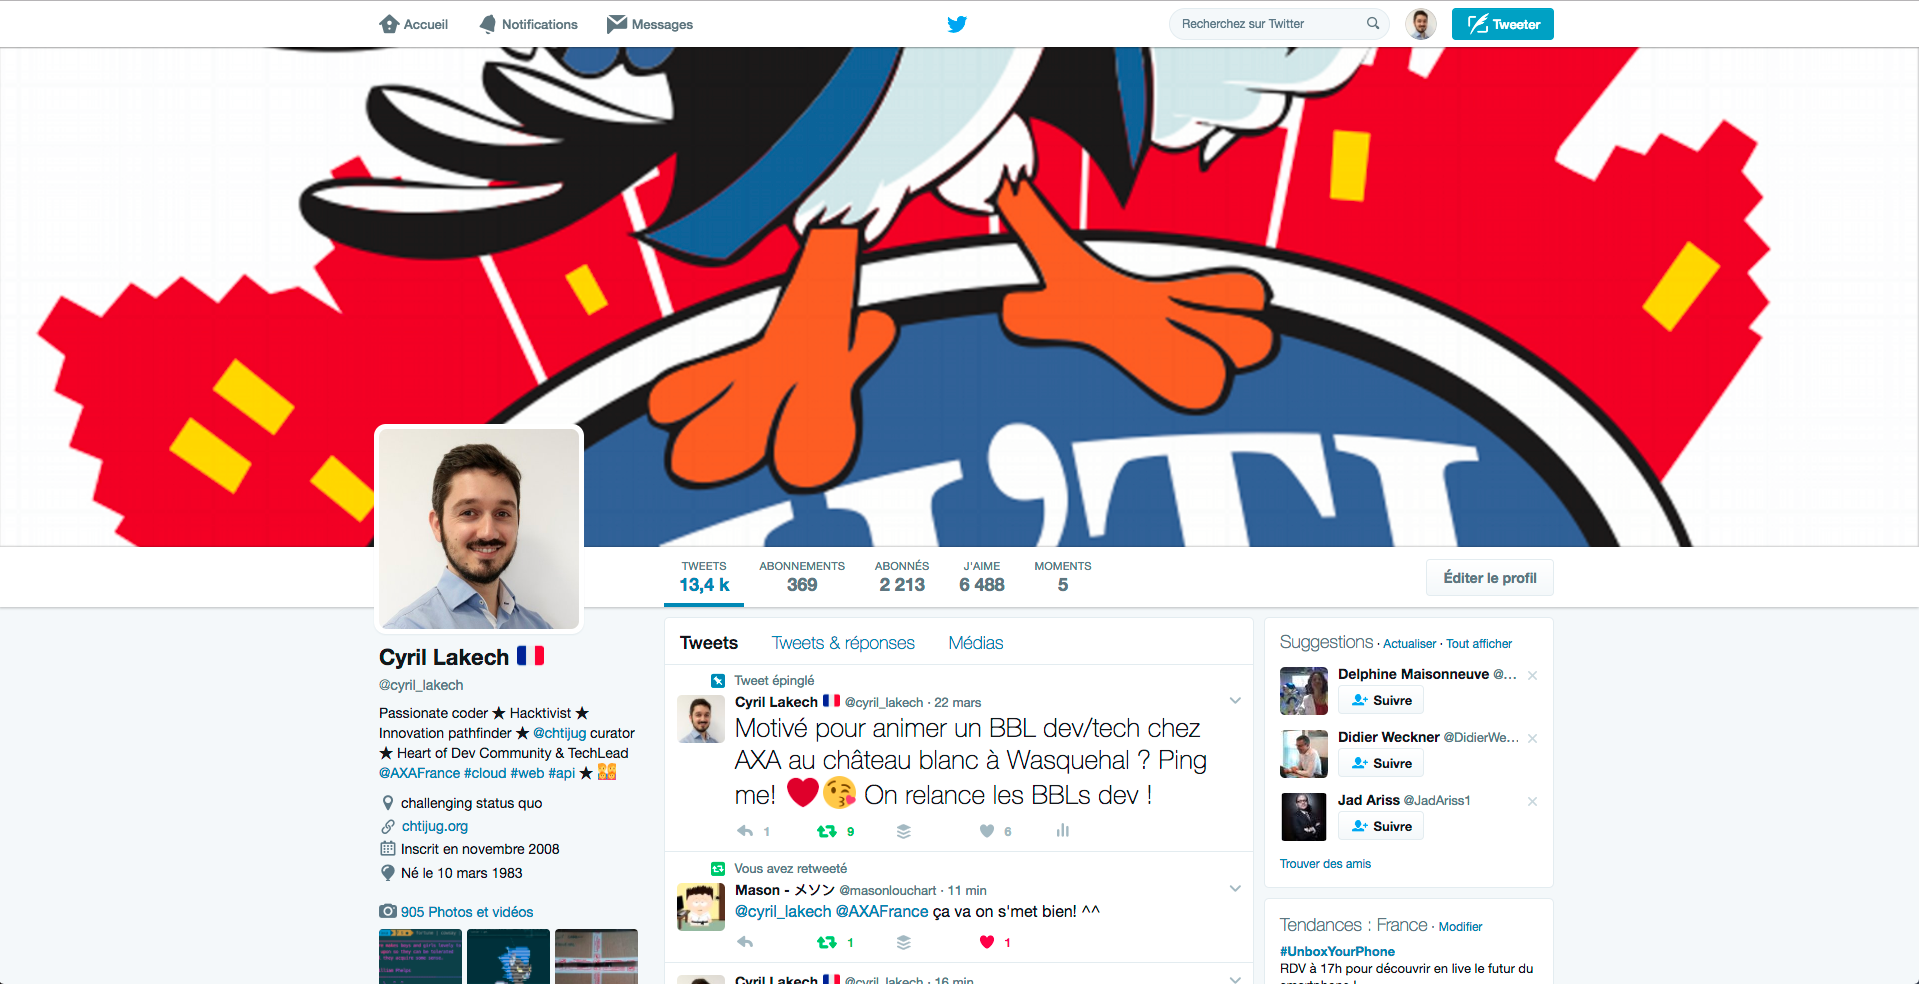 Accueil
Notifications
Messages
Recherchez sur Twitter
Tweeter
H'TI
TWEETS
13,4 k
ABONNEMENTS
369
ABONNÉS
2 213
J'AIME
6 488
MOMENTS
5
Éditer le profil
Cyril Lakech 🇫🇷
@cyril_lakech
Passionate coder ★ Hacktivist ★
Innovation pathfinder ★ @chtijug curator
★ Heart of Dev Community & TechLead
@AXAFrance #cloud #web #api ★
challenging status quo
chtijug.org
Inscrit en novembre 2008
Né le 10 mars 1983
905 Photos et vidéos
Tweets
Tweets & réponses
Médias
Tweet épinglé
Cyril Lakech 🇫🇷 @cyril_lakech · 22 mars
Motivé pour animer un BBL dev/tech chez
AXA au château blanc à Wasquehal ? Ping
me! ❤️😘 On relance les BBLs dev !
1
9
6
Vous avez retweeté
Mason - メソン @masonlouchart · 11 min
@cyril_lakech @AXAFrance ça va on s'met bien! ^^
1
1
Cyril Lakech 🇫🇷 @cyril_lakech · 16 min
Suggestions · Actualiser · Tout afficher
Delphine Maisonneuve @...
Suivre
Didier Weckner @DidierWe...
Suivre
Jad Ariss @JadAriss1
Suivre
Trouver des amis
Tendances : France · Modifier
#UnboxYourPhone
RDV à 17h pour découvrir en live le futur du
smartphone !